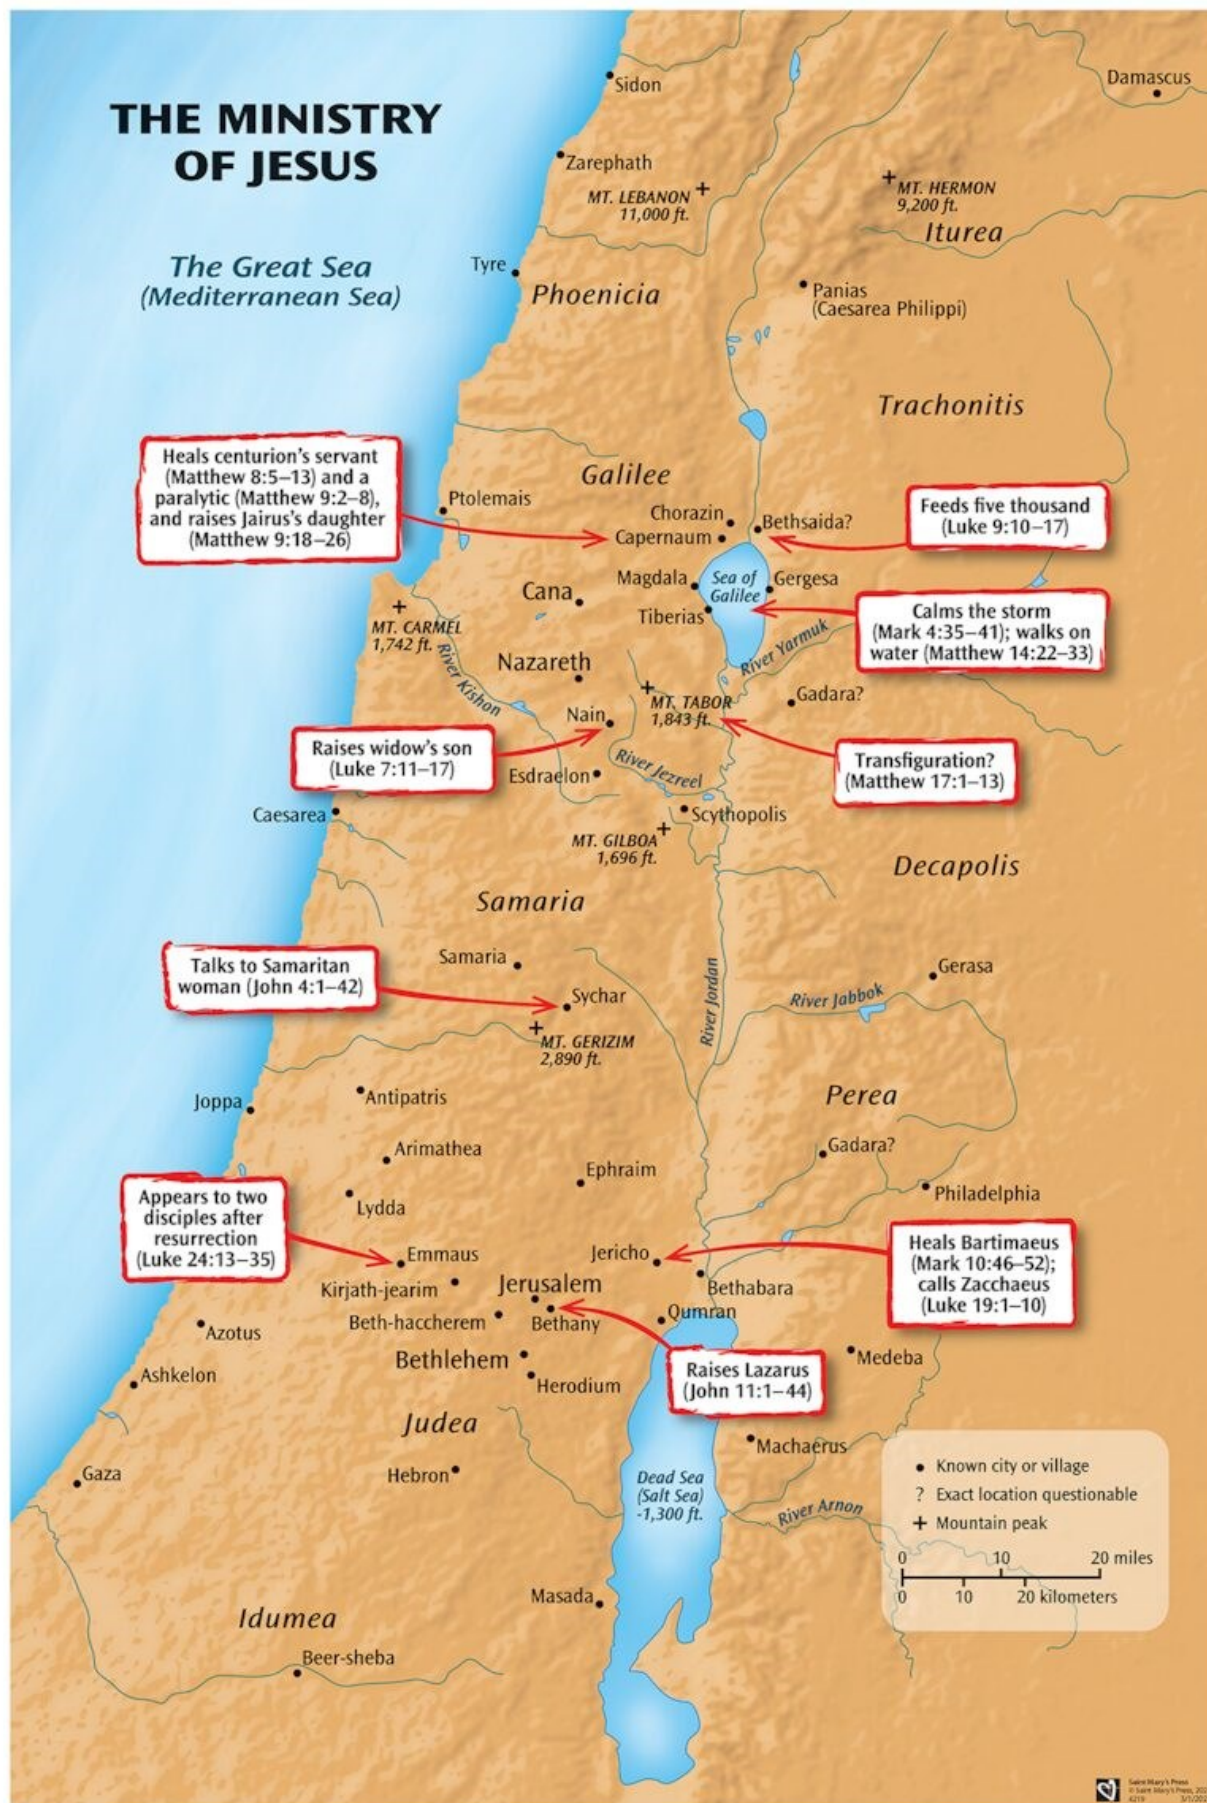 THE MINISTRY
OF JESUS
The Great Sea
(Mediterranean Sea)
Sidon
Damascus
Zarephath
MT. LEBANON
11,000 ft.
MT. HERMON
9,200 ft.
Iturea
Tyre
Phoenicia
Panias
(Caesarea Philippi)
Trachonitis
Heals centurion’s servant
(Matthew 8:5–13) and a
paralytic (Matthew 9:2–8),
and raises Jairus’s daughter
(Matthew 9:18–26)
Galilee
Ptolemais
Chorazin
Bethsaida?
Capernaum
Feeds five thousand
(Luke 9:10–17)
Magdala
Sea of
Galilee
Gergesa
Cana
Tiberias
Calms the storm
(Mark 4:35–41); walks on
water (Matthew 14:22–33)
MT. CARMEL
1,742 ft.
River Kishon
River Yarmuk
Nazareth
MT. TABOR
1,843 ft.
Gadara?
Nain
Raises widow’s son
(Luke 7:11–17)
Transfiguration?
(Matthew 17:1–13)
Esdraelon
River Jezreel
Caesarea
Scythopolis
MT. GILBOA
1,696 ft.
Decapolis
Samaria
Talks to Samaritan
woman (John 4:1–42)
Samaria
Gerasa
Sychar
River Jordan
River Jabbok
MT. GERIZIM
2,890 ft.
Joppa
Antipatris
Perea
Arimathea
Gadara?
Ephraim
Philadelphia
Lydda
Appears to two
disciples after
resurrection
(Luke 24:13–35)
Emmaus
Jericho
Heals Bartimaeus
(Mark 10:46–52);
calls Zacchaeus
(Luke 19:1–10)
Kirjath-jearim
Jerusalem
Bethabara
Beth-haccherem
Bethany
Qumran
Azotus
Bethlehem
Medeba
Raises Lazarus
(John 11:1–44)
Ashkelon
Herodium
Judea
Machaerus
Gaza
Hebron
Dead Sea
(Salt Sea)
-1,300 ft.
River Arnon
Known city or village
? Exact location questionable
+ Mountain peak
0 10 20 miles
0 10 20 kilometers
Masada
Idumea
Beer-sheba
Saint Mary's Press